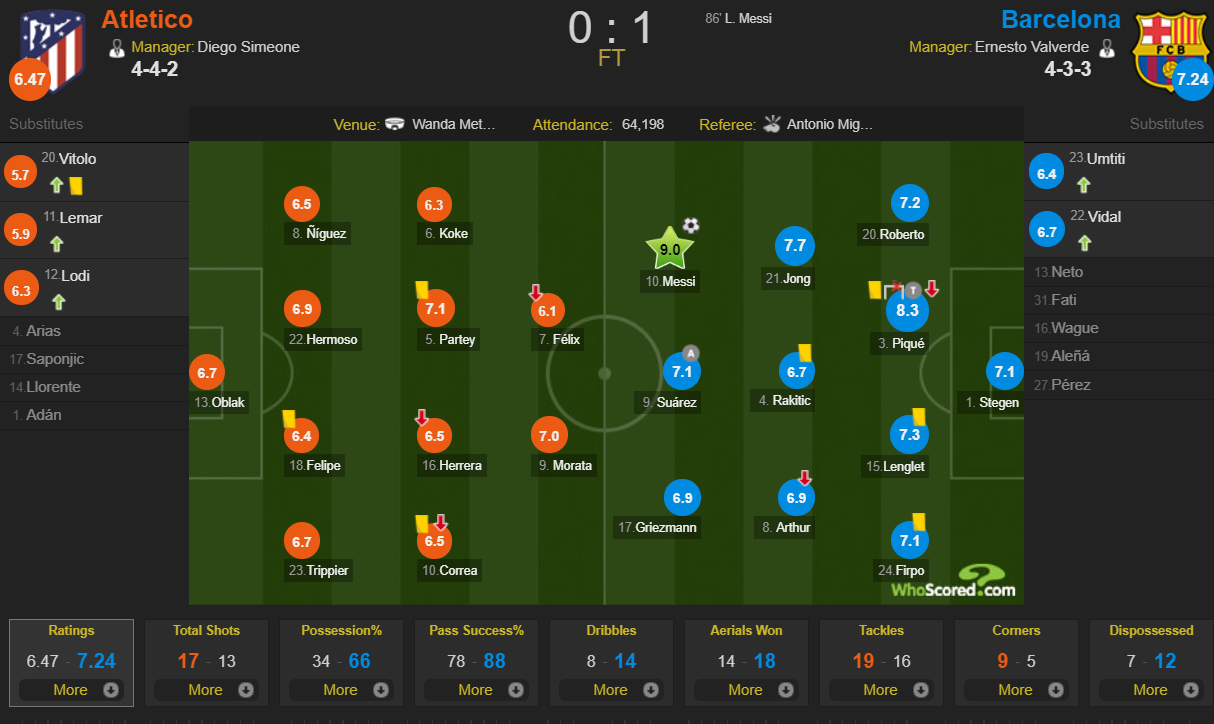 Atletico
Manager: Diego Simeone
4-4-2
6.47
0 : 1
FT
86' L. Messi
Barcelona
Manager: Ernesto Valverde
4-3-3
FCB
7.24
Substitutes
Venue: Wanda Met...
Attendance: 64,198
Referee: Antonio Mig...
Substitutes
20.Vitolo
5.7
11.Lemar
5.9
12.Lodi
6.3
4. Arias
17.Saponjic
14.Llorente
1. Adán
6.7
13.Oblak
6.5
8. Ñíguez
6.9
22.Hermoso
6.4
18.Felipe
6.7
23.Trippier
6.3
6. Koke
7.1
5. Partey
6.5
16.Herrera
6.5
10.Correa
6.1
7. Félix
7.0
9. Morata
9.0
10.Messi
A
7.1
9. Suárez
6.9
17.Griezmann
7.7
21.Jong
6.7
4. Rakitic
6.9
8. Arthur
7.2
20.Roberto
T
8.3
3. Piqué
7.3
15.Lenglet
7.1
24.Firpo
7.1
1. Stegen
WhoScored.com
23.Umtiti
6.4
22.Vidal
6.7
13.Neto
31.Fati
16.Wague
19.Aleñá
27.Pérez
Ratings
6.47 - 7.24
More
Total Shots
17 - 13
More
Possession%
34 - 66
More
Pass Success%
78 - 88
More
Dribbles
8 - 14
More
Aerials Won
14 - 18
More
Tackles
19 - 16
More
Corners
9 - 5
More
Dispossessed
7 - 12
More